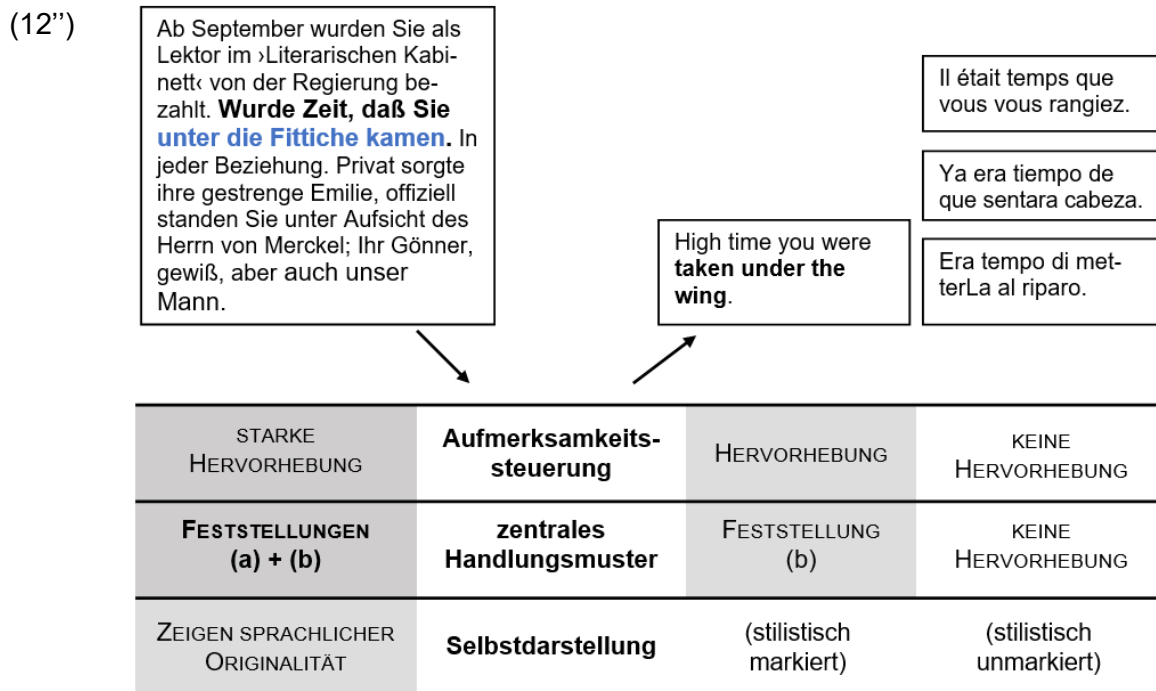 (12’’)
Ab September wurden Sie als
Lektor im ›Literarischen Kabi-
nett‹ von der Regierung be-
zahlt. Wurde Zeit, daß Sie
unter die Fittiche kamen. In
jeder Beziehung. Privat sorgte
ihre gestrenge Emilie, offiziell
standen Sie unter Aufsicht des
Herrn von Merckel; Ihr Gönner,
gewiß, aber auch unser
Mann.
High time you were
taken under the
wing.
Il était temps que
vous vous rangiez.
Ya era tiempo de
que sentara cabeza.
Era tempo di met-
terLa al riparo.
STARKE
HERVORHEBUNG
Aufmerksamkeits-
steuerung
HERVORHEBUNG
KEINE
HERVORHEBUNG
FESTSTELLUNGEN
(a) + (b)
zentrales
Handlungsmuster
FESTSTELLUNG
(b)
KEINE
HERVORHEBUNG
ZEIGEN SPRACHLICHER
ORIGINALITÄT
Selbstdarstellung
(stilistisch
markiert)
(stilistisch
unmarkiert)